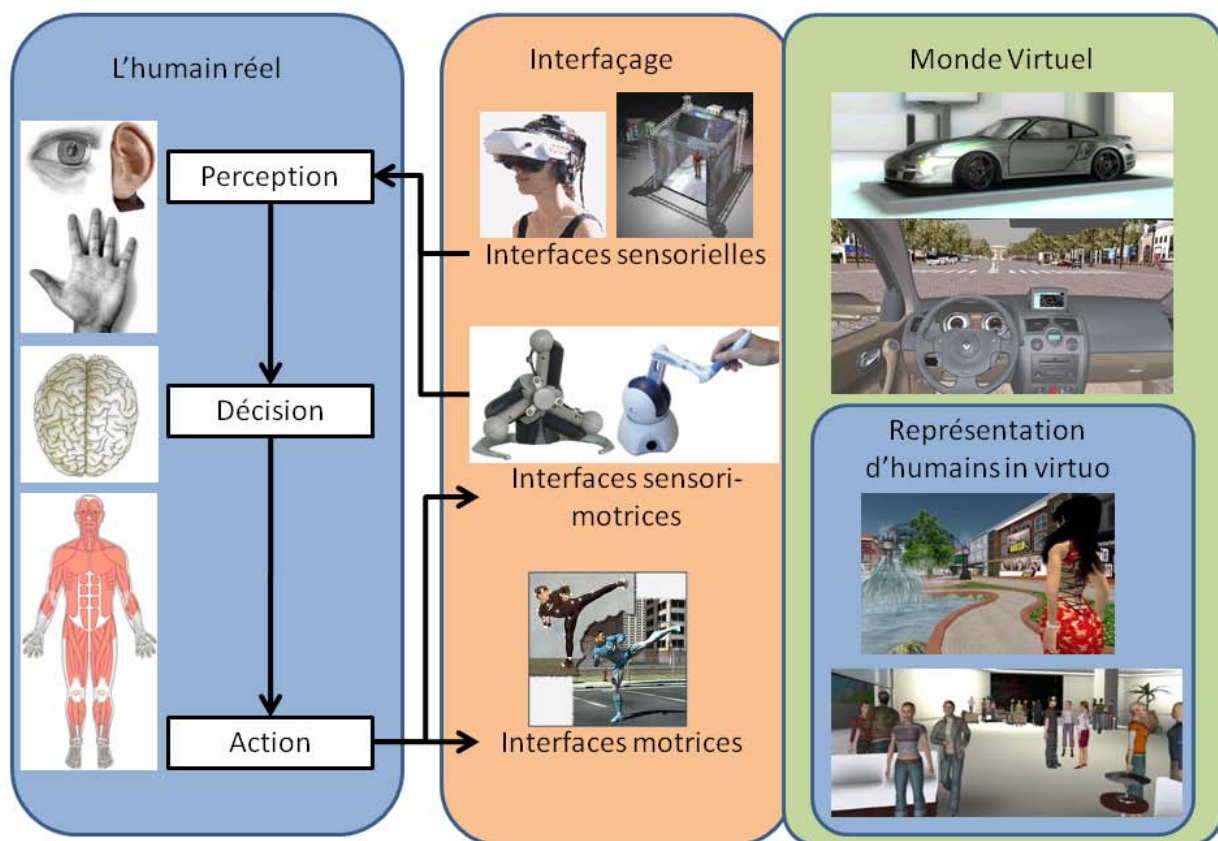 L'humain réel
Perception
Décision
Action
Interfaçage
Interfaces sensorielles
Interfaces sensori-
motrices
Interfaces motrices
Monde Virtuel
Représentation
d'humains in virtuo